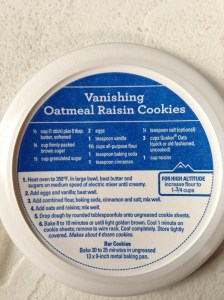 Vanishing
Oatmeal Raisin Cookies
½ cup (1 stick) plus 6 tbsp.
butter, softened
¾ cup firmly packed
brown sugar
½ cup granulated sugar
2 eggs
1 teaspoon vanilla
1½ cups all-purpose flour
1 teaspoon baking soda
1 teaspoon cinnamon
½ teaspoon salt (optional)
3 cups Quaker® Oats
(quick or old fashioned,
uncooked)
1 cup raisins
1. Heat oven to 350°F. In large bowl, beat butter and
sugars on medium speed of electric mixer until creamy.
2. Add eggs and vanilla; beat well.
3. Add combined flour, baking soda, cinnamon and salt; mix well.
4. Add oats and raisins; mix well.
5. Drop dough by rounded tablespoonfuls onto ungreased cookie sheets.
6. Bake 8 to 10 minutes or until light golden brown. Cool 1 minute on
cookie sheets; remove to wire rack. Cool completely. Store tightly
covered. Makes about 4 dozen cookies.
FOR HIGH ALTITUDE
increase flour to
1-¾ cups
Bar Cookies
Bake 30 to 35 minutes in ungreased
13 x 9-inch metal baking pan.